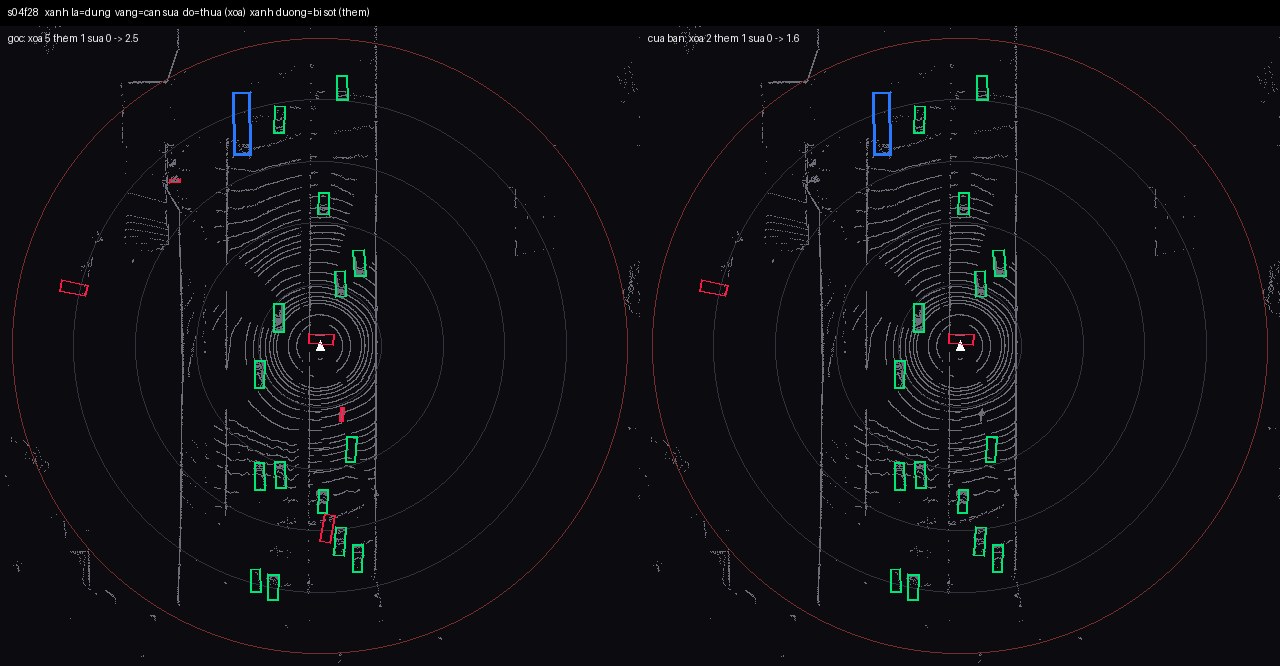 s04f28 xanh la=dung vang=can sua do=thua (xoa) xanh duong=bi sot (them)
goc: xoa 5 them 1 sua 0 -> 2.5
cua ban: xoa 2 them 1 sua 0 -> 1.6